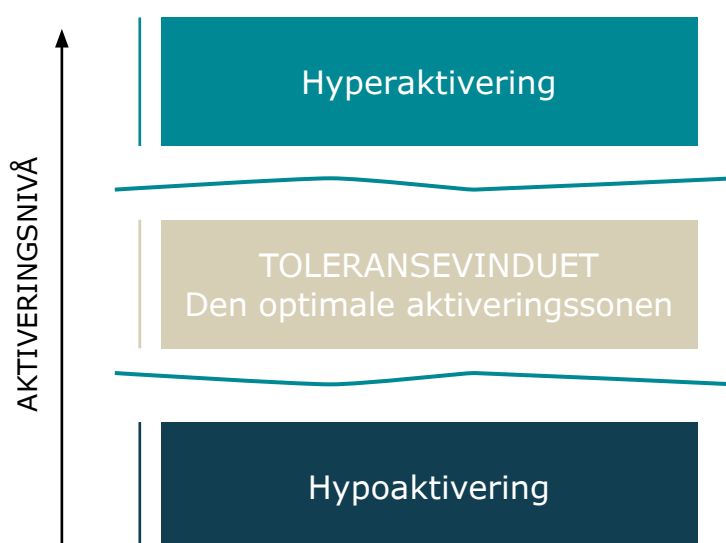 AKTIVERINGSNIVÅ
Hyperaktivering
TOLERANSEVINDUET
Den optimale aktiveringssonen
Hypoaktivering